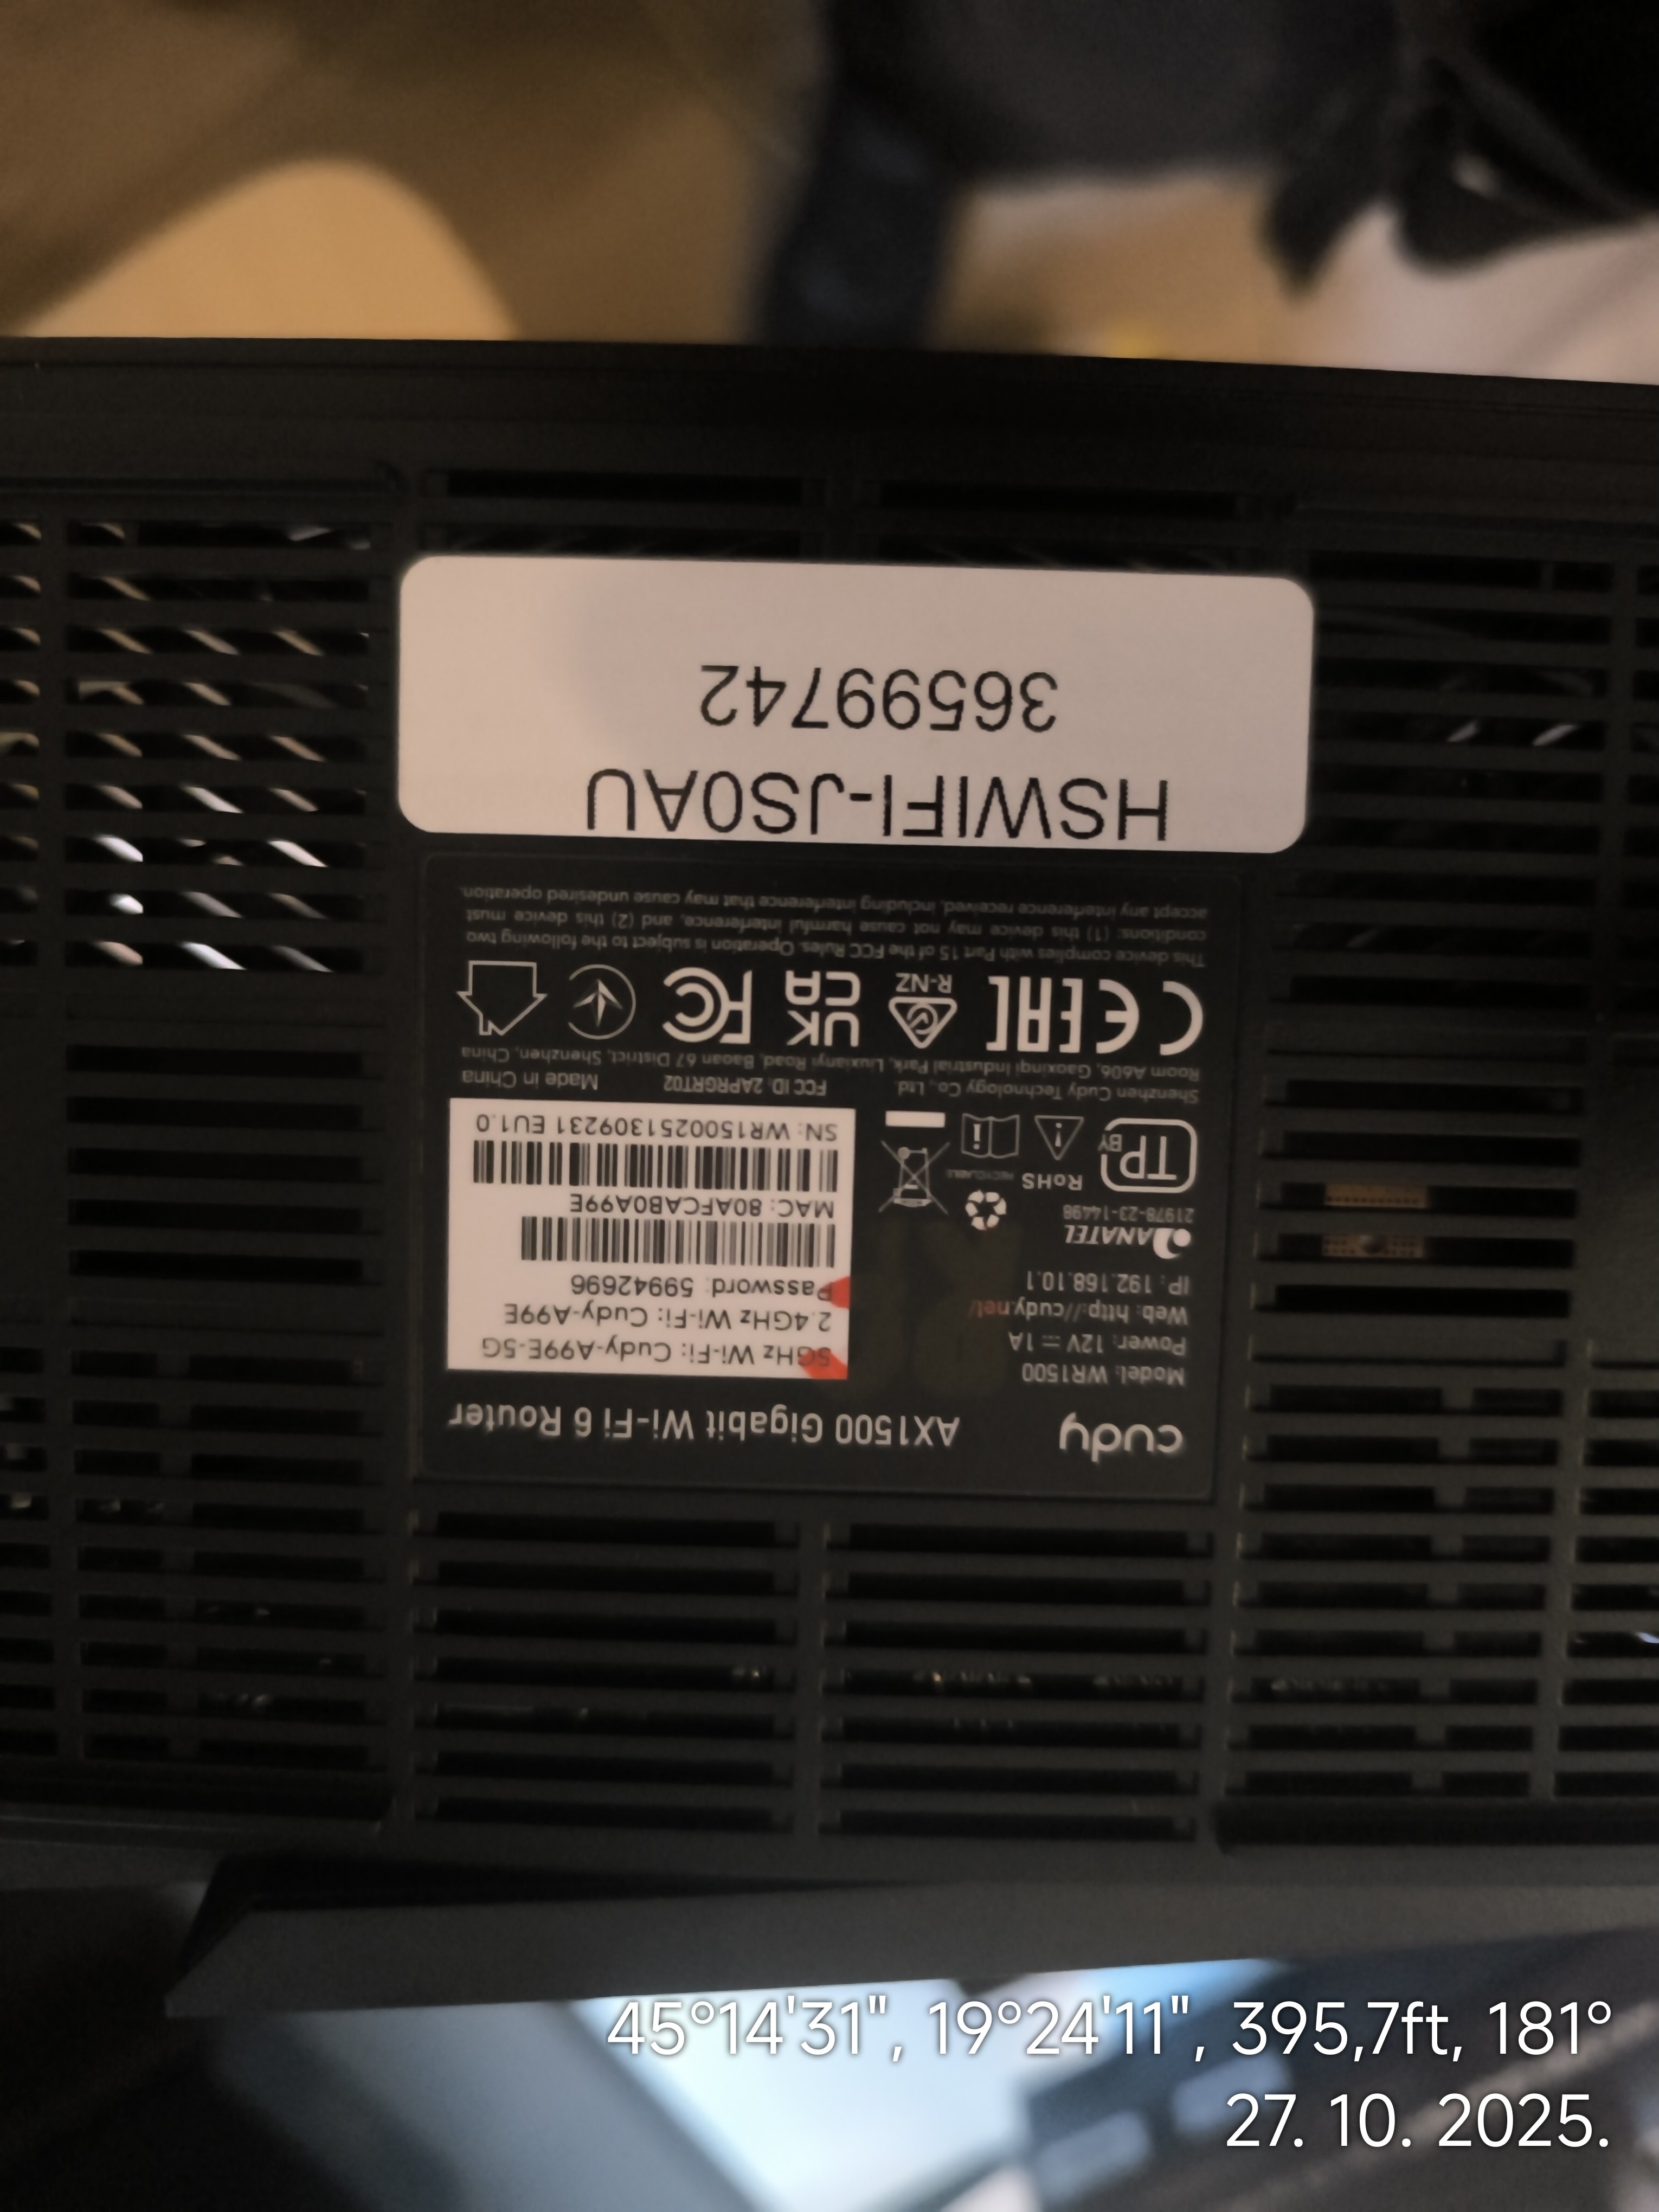 HSWIFI-JS0AU
36599742
cudy
AX1500 Gigabit Wi-Fi 6 Router
Model: WR1500
Power: 12V ⎓ 1A
Web: http://cudy.net/
IP: 192.168.10.1
ANATEL
21978-23-14498
5GHz Wi-Fi: Cudy-A99E-5G
2.4GHz Wi-Fi: Cudy-A99E
Password: 59942696
MAC: 80AFCAB0A99E
SN: WR1500251309231 EU1.0
TP BY
RoHS
RECYCLABLE
Shenzhen Cudy Technology Co., Ltd.
FCC ID: 2APRGRT02
Made in China
Room A606, Gaoxinqi Industrial Park, Liuxianyi Road, Baoan 67 District, Shenzhen, China
CE EAC R-NZ UK CA FC
This device complies with Part 15 of the FCC Rules. Operation is subject to the following two
conditions: (1) this device may not cause harmful interference, and (2) this device must
accept any interference received, including interference that may cause undesired operation.
45°14'31", 19°24'11", 395,7ft, 181°
27. 10. 2025.